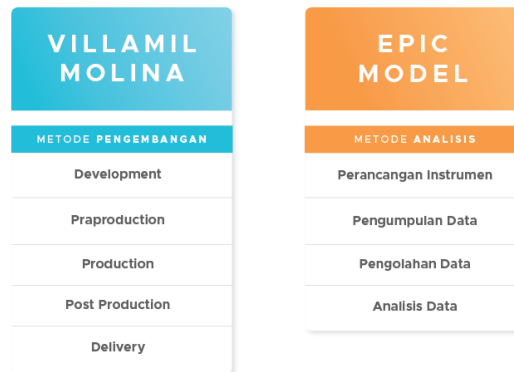 VILLAMIL
MOLINA
METODE PENGEMBANGAN
Development
Praproduction
Production
Post Production
Delivery
EPIC
MODEL
METODE ANALISIS
Perancangan Instrumen
Pengumpulan Data
Pengolahan Data
Analisis Data